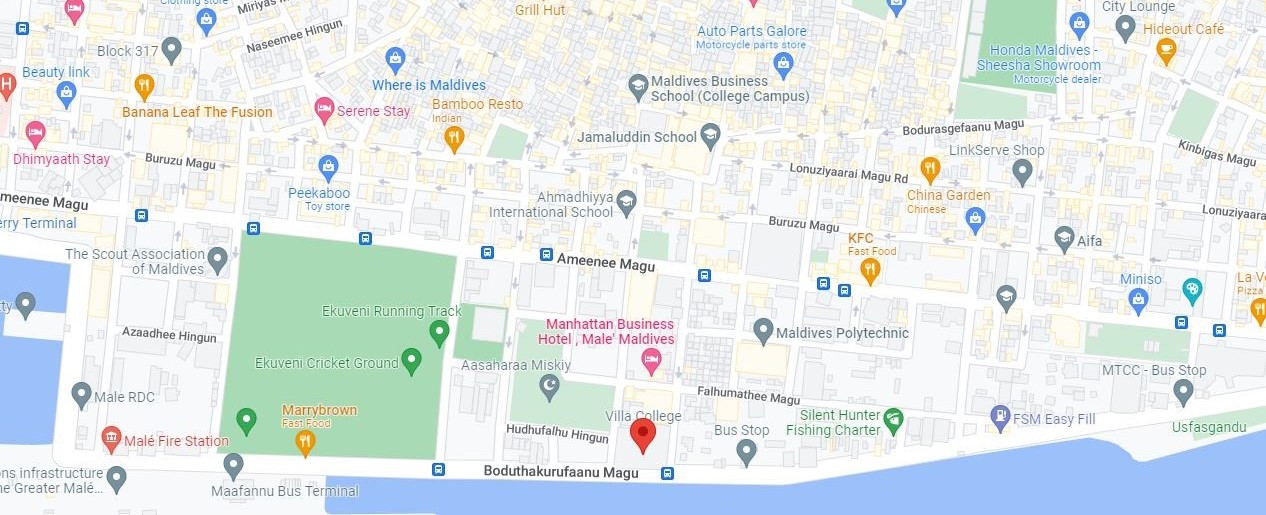 Clothing store
Miriyas Ma
Grill Hut
City Lounge
Naseemee Hingun
Block 317
Auto Parts Galore
Motorcycle parts store
Hideout Café
Honda Maldives -
Sheesha Showroom
Motorcycle dealer
Beauty link
Where is Maldives
Maldives Business
School (College Campus)
Banana Leaf The Fusion
Serene Stay
Bamboo Resto
Indian
Jamaluddin School
Bodurasgefaanu Magu
LinkServe Shop
Kinbigas Magu
Dhimyaath Stay
Buruzu Magu
Lonuziyaarai Magu Rd
Peekaboo
Toy store
China Garden
Chinese
Ahmadhiyya
International School
meenee Magu
Lonuziyaara
erry Terminal
Buruzu Magu
KFC
Fast Food
Aifa
The Scout Association
of Maldives
Ameenee Magu
Miniso
La V
Pizza
ty
Ekuveni Running Track
Azaadhee Hingun
Manhattan Business
Hotel , Male' Maldives
Maldives Polytechnic
Ekuveni Cricket Ground
Aasaharaa Miskiy
MTCC - Bus Stop
Male RDC
Falhumathee Magu
Marrybrown
Fast Food
Villa College
Silent Hunter
Fishing Charter
FSM Easy Fill
Usfasgandu
Malé Fire Station
Hudhufalhu Hingun
Bus Stop
ons infrastructure
he Greater Malé...
Boduthakurufaanu Magu
Maafannu Bus Terminal